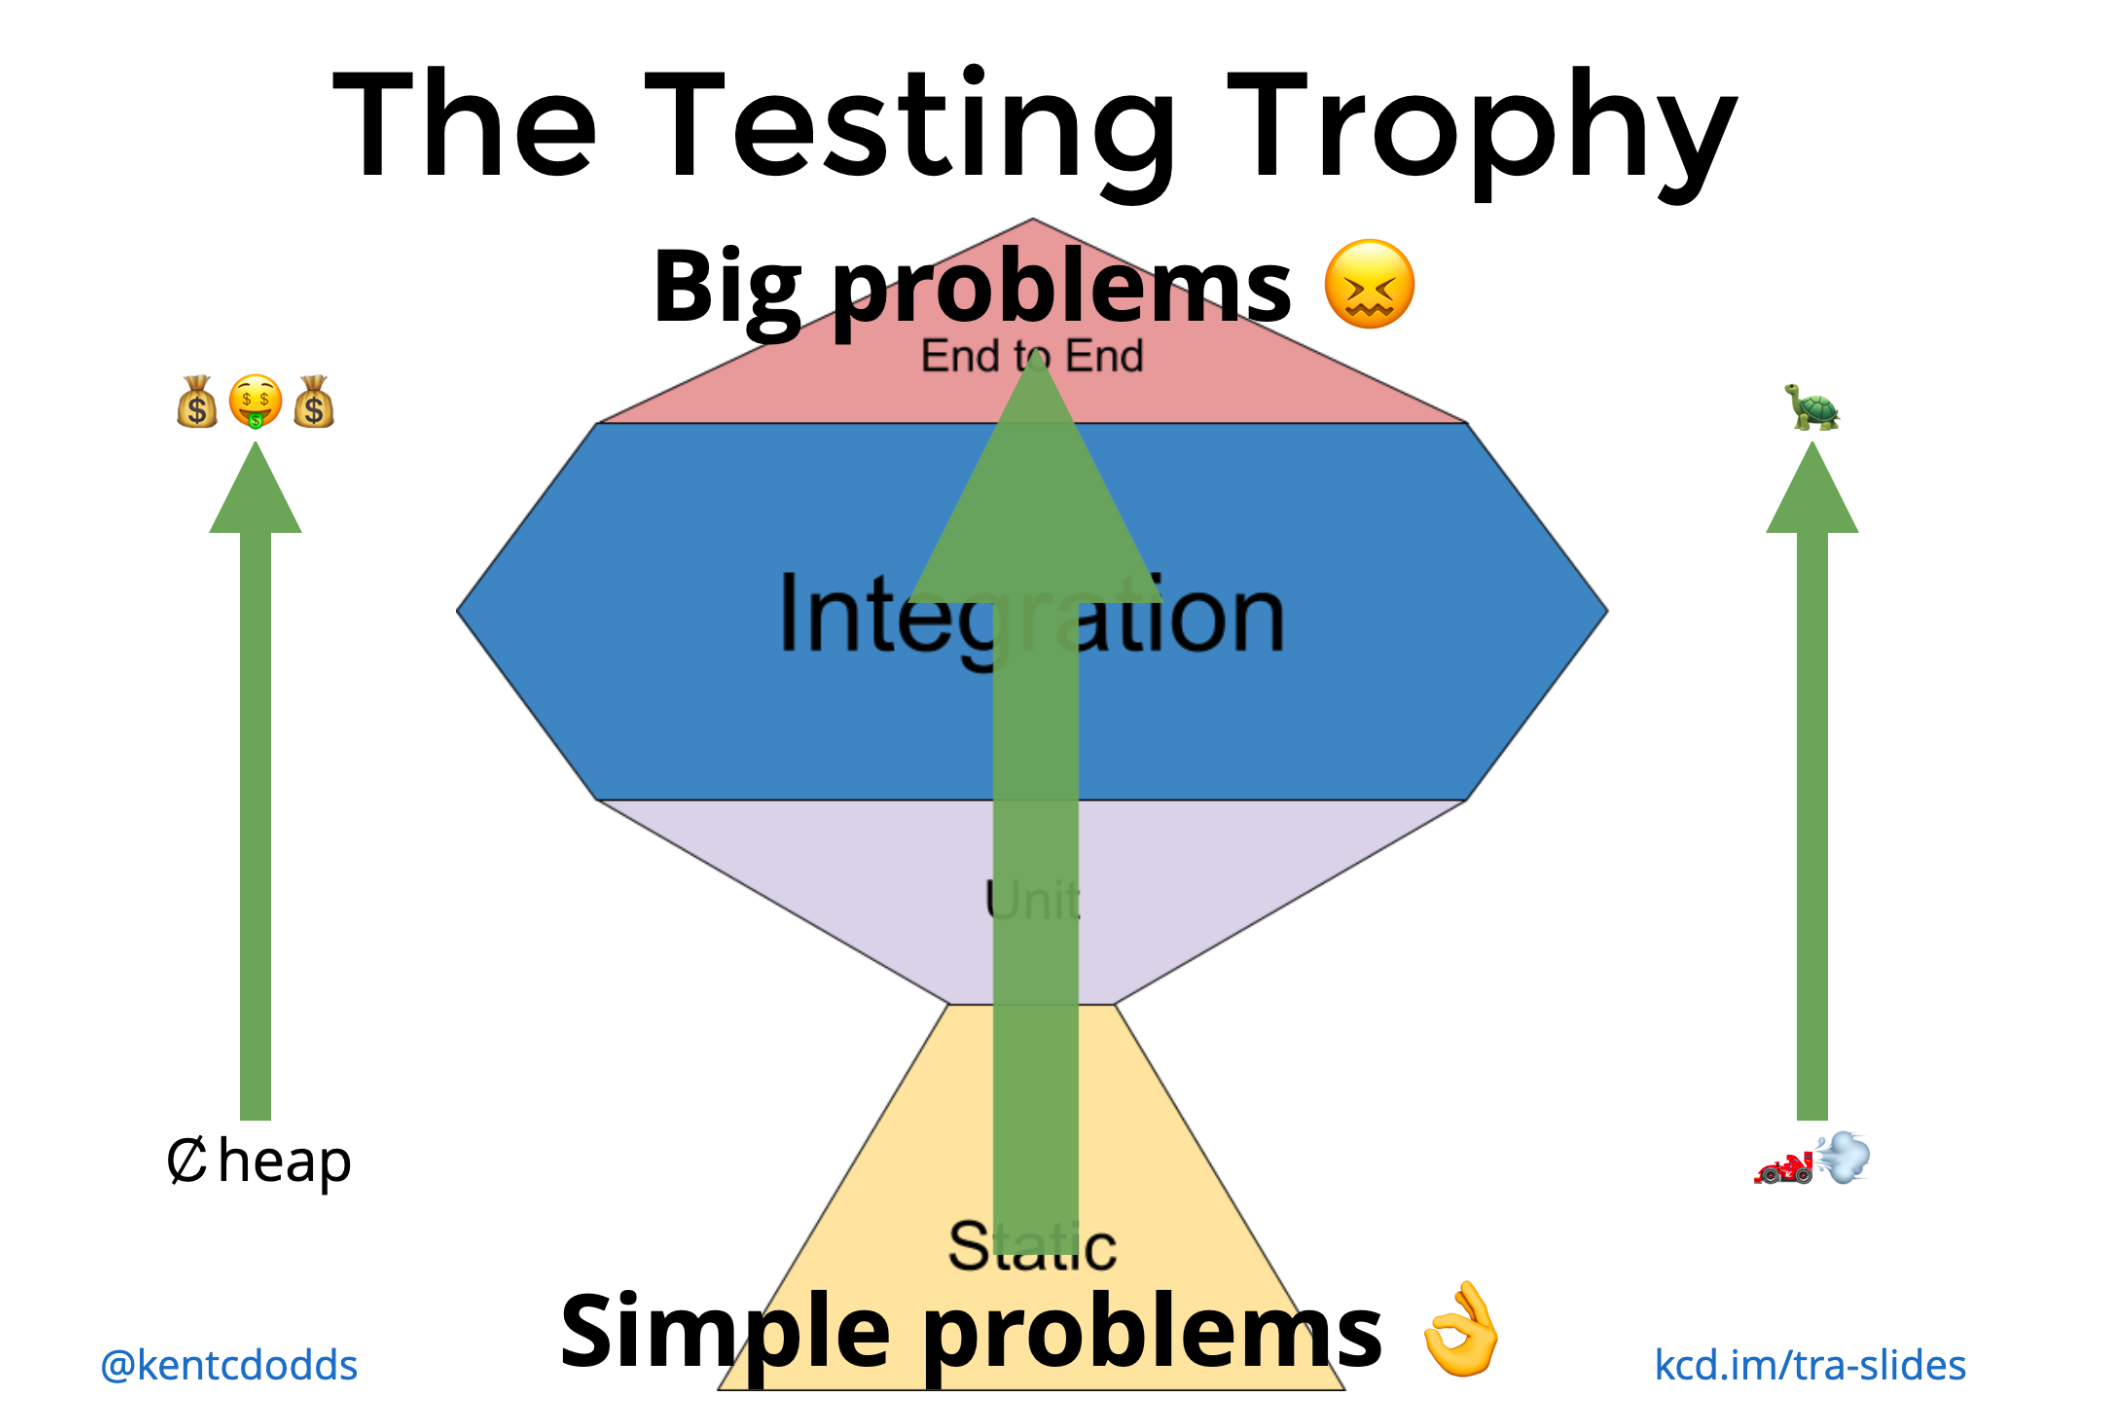 The Testing Trophy
Big problems 😖
End to End
💰🤑💰
🐢
Integration
Unit
₡heap
🏎💨
Static
Simple problems 👌
@kentcdodds
kcd.im/tra-slides